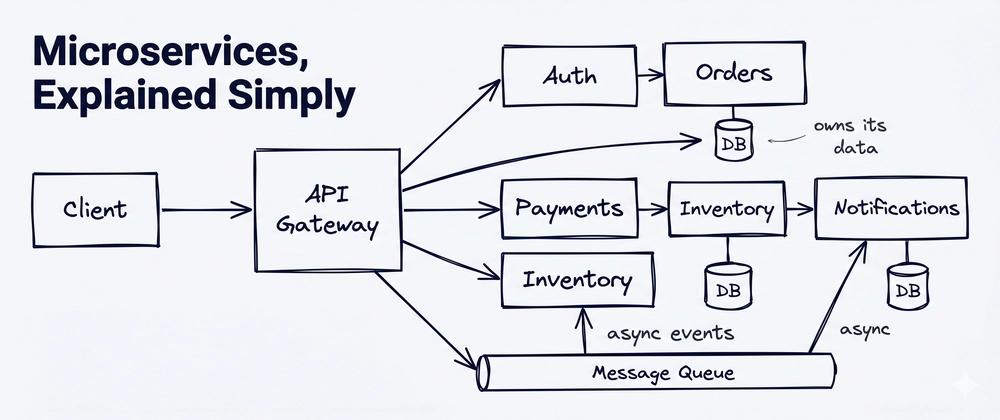 Microservices,
Explained Simply
Auth
Orders
DB
owns its
data
Client
API
Gateway
Payments
Inventory
Notifications
Inventory
DB
DB
async events
async
Message Queue